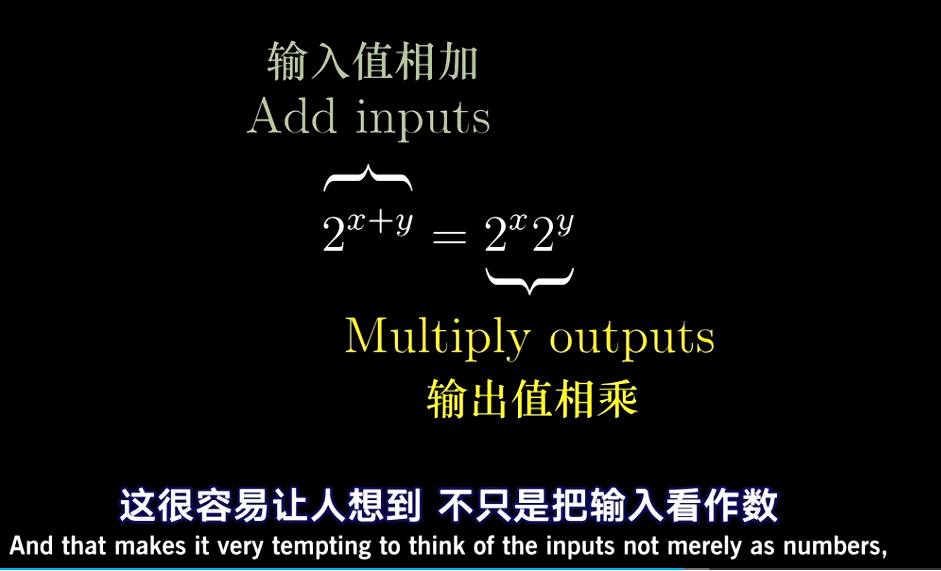 输入值相加
Add inputs
2^{x+y} = 2^x 2^y
Multiply outputs
输出值相乘
这很容易让人想到 不只是把输入看作数
And that makes it very tempting to think of the inputs not merely as numbers,